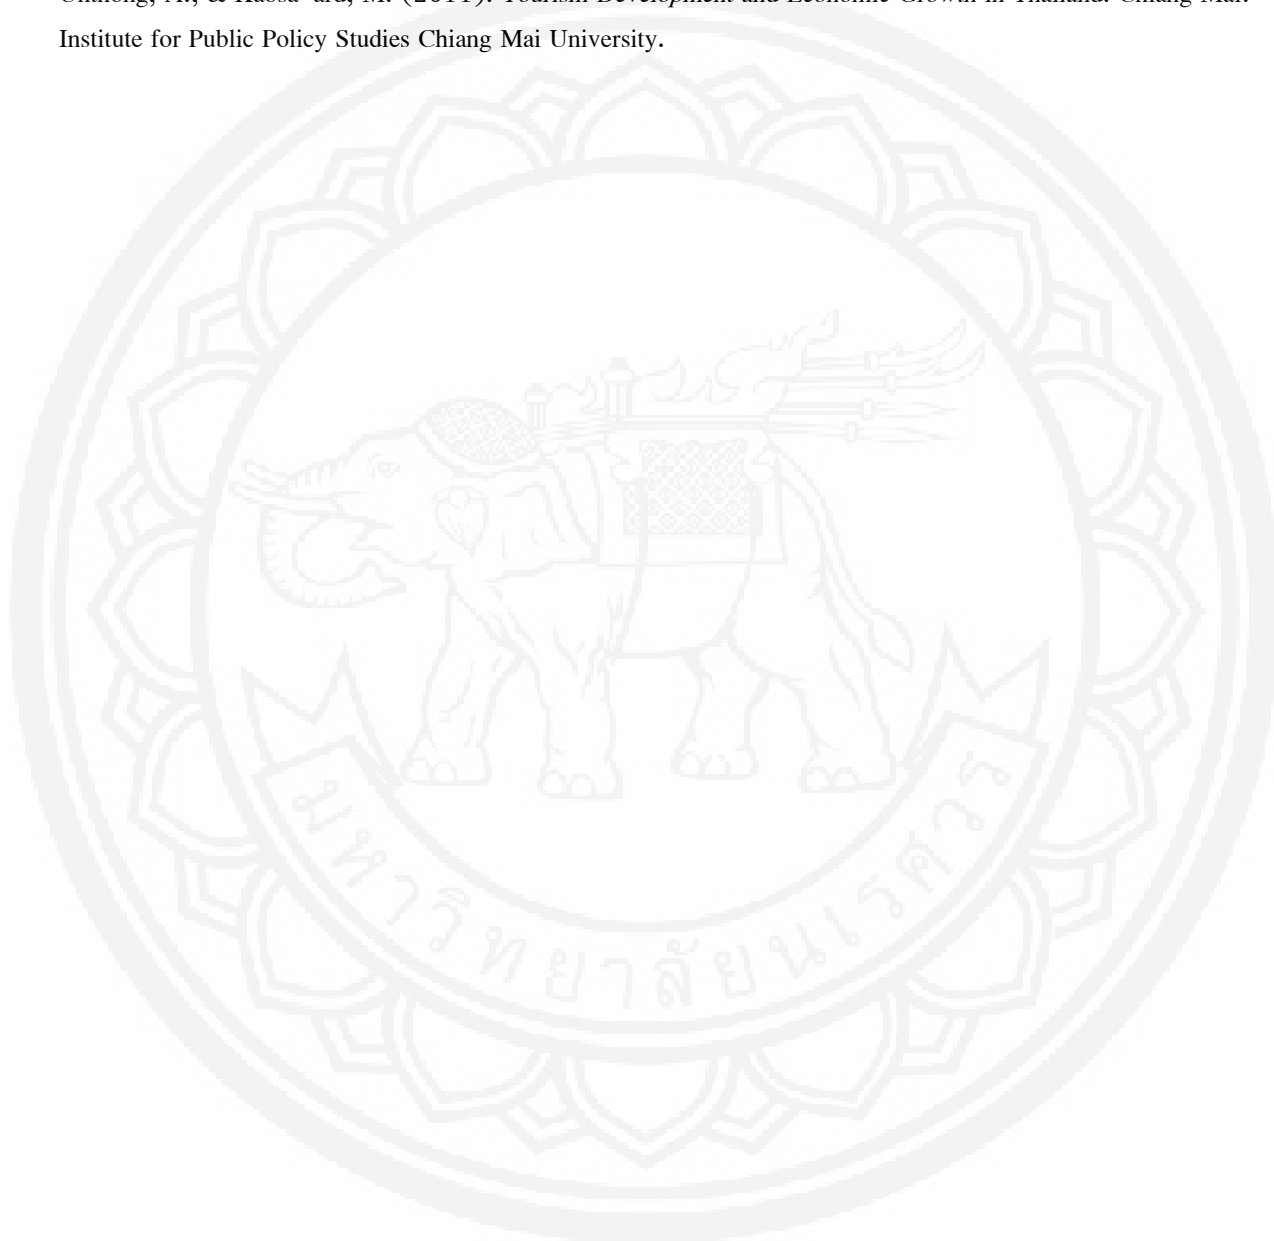 Unthong, A., & Kaosa-ard, M. (2011). Tourism Development and Economic Growth in Thailand. Chiang Mai:
Institute for Public Policy Studies Chiang Mai University.
มหาวิทยาลัยนเรศวร